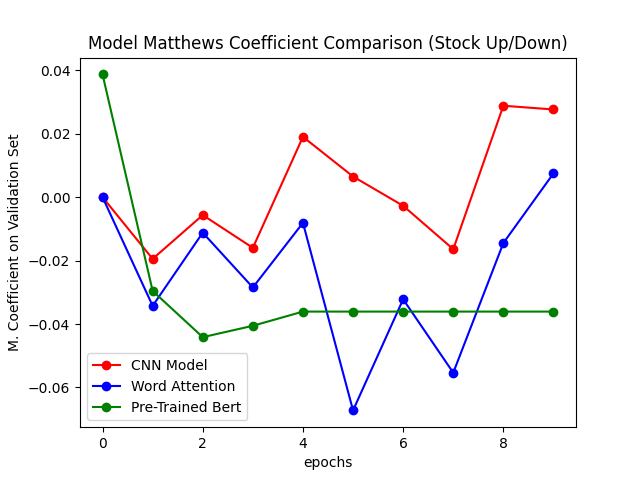 Model Matthews Coefficient Comparison (Stock Up/Down)
M. Coefficient on Validation Set
0.04
0.02
0.00
−0.02
−0.04
−0.06
CNN Model
Word Attention
Pre-Trained Bert
0 2 4 6 8
epochs